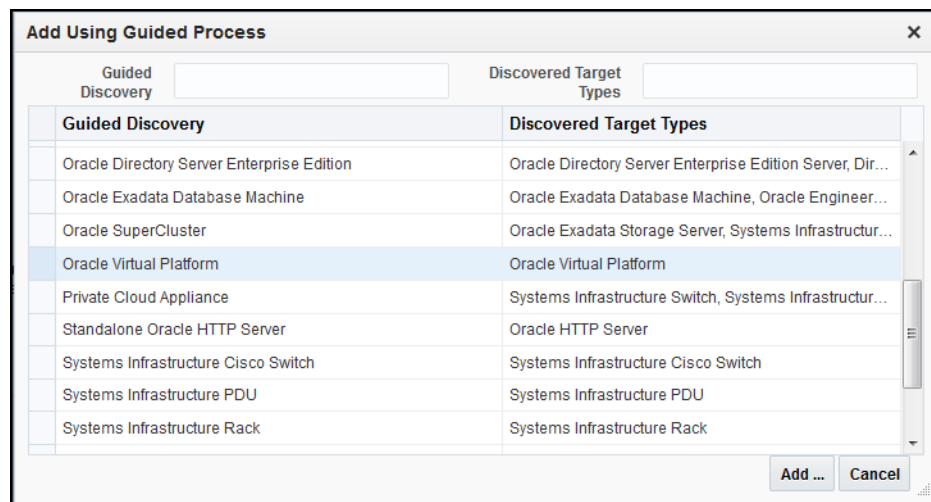 Add Using Guided Process
Guided Discovery
Discovered Target Types
Guided Discovery Discovered Target Types
Oracle Directory Server Enterprise Edition Oracle Directory Server Enterprise Edition Server, Dir...
Oracle Exadata Database Machine Oracle Exadata Database Machine, Oracle Engineer...
Oracle SuperCluster Oracle Exadata Storage Server, Systems Infrastructur...
Oracle Virtual Platform Oracle Virtual Platform
Private Cloud Appliance Systems Infrastructure Switch, Systems Infrastructur...
Standalone Oracle HTTP Server Oracle HTTP Server
Systems Infrastructure Cisco Switch Systems Infrastructure Cisco Switch
Systems Infrastructure PDU Systems Infrastructure PDU
Systems Infrastructure Rack Systems Infrastructure Rack
Add ... Cancel